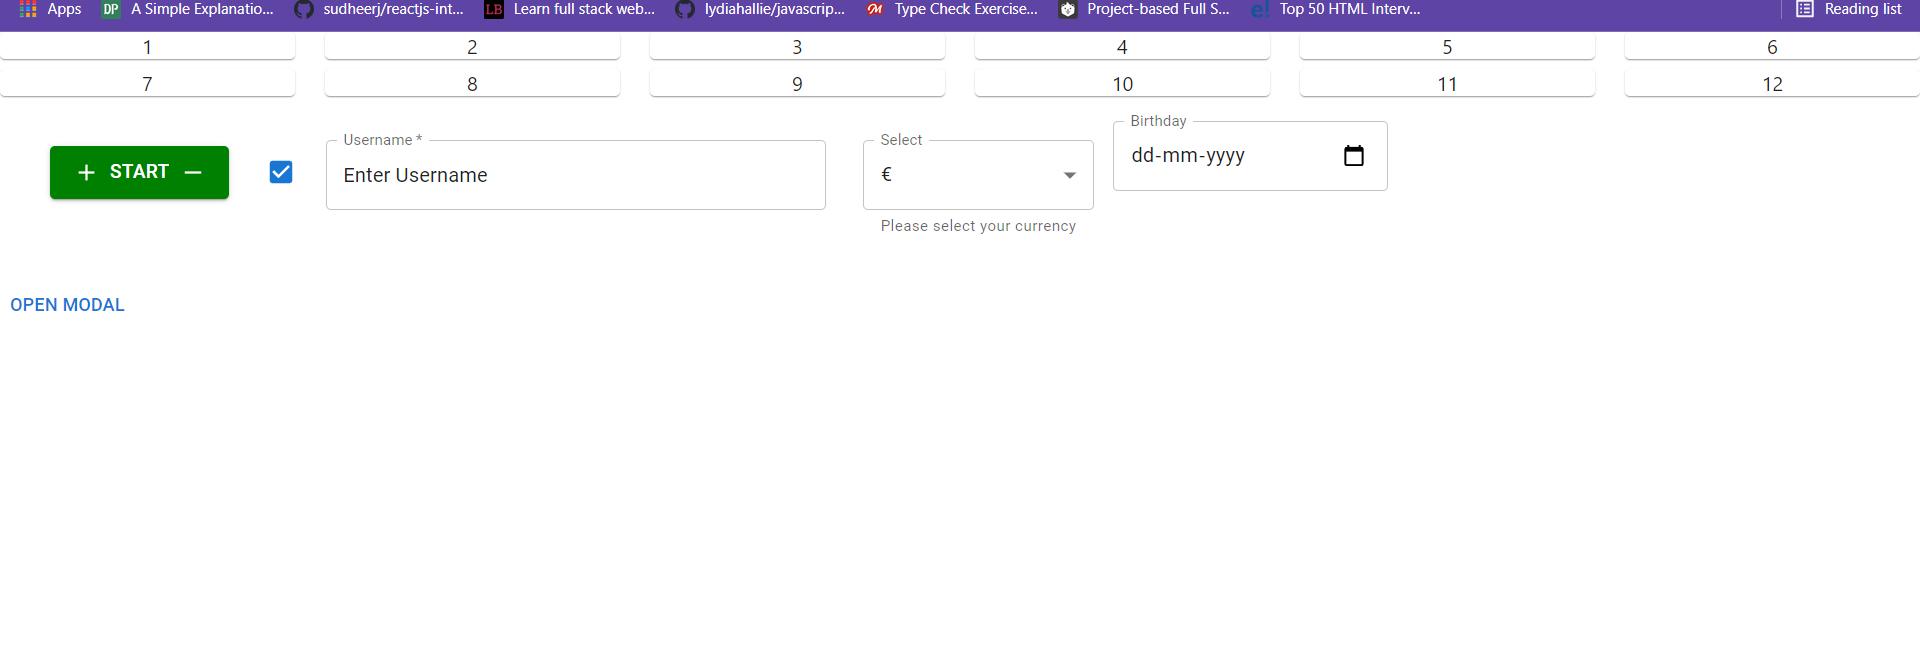 Apps A Simple Explanatio... sudheerj/reactjs-int... Learn full stack web... lydiahallie/javascrip... Type Check Exercise... Project-based Full S... Top 50 HTML Interv... Reading list
1 2 3 4 5 6
7 8 9 10 11 12
Birthday
Username * Select
dd-mm-yyyy
+ START − Enter Username €
Please select your currency
OPEN MODAL